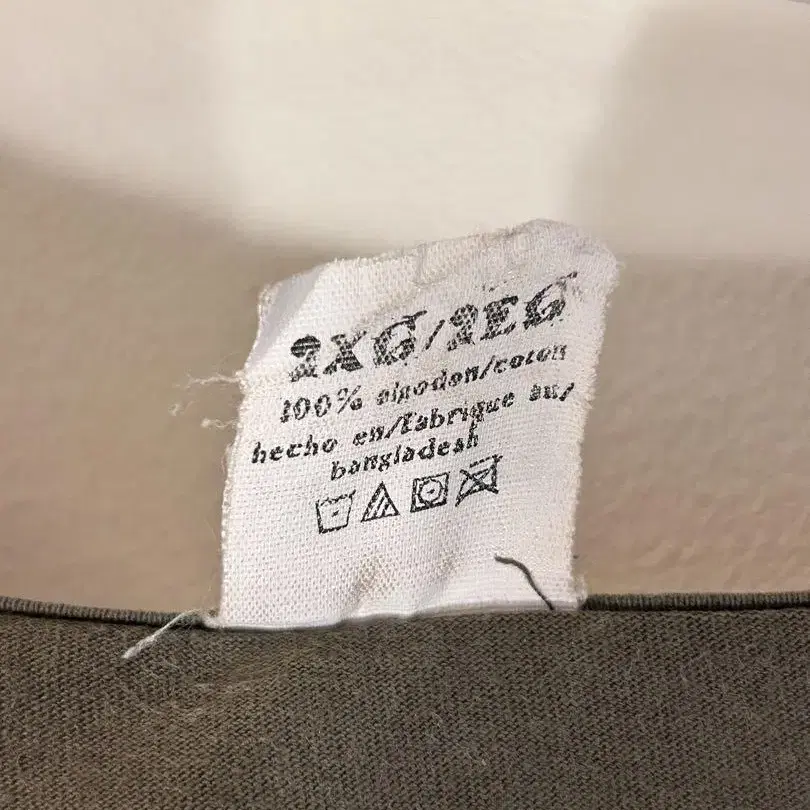 2XG/2EG
100% algodon/coton
hecho en/fabrique au/
bangladesh